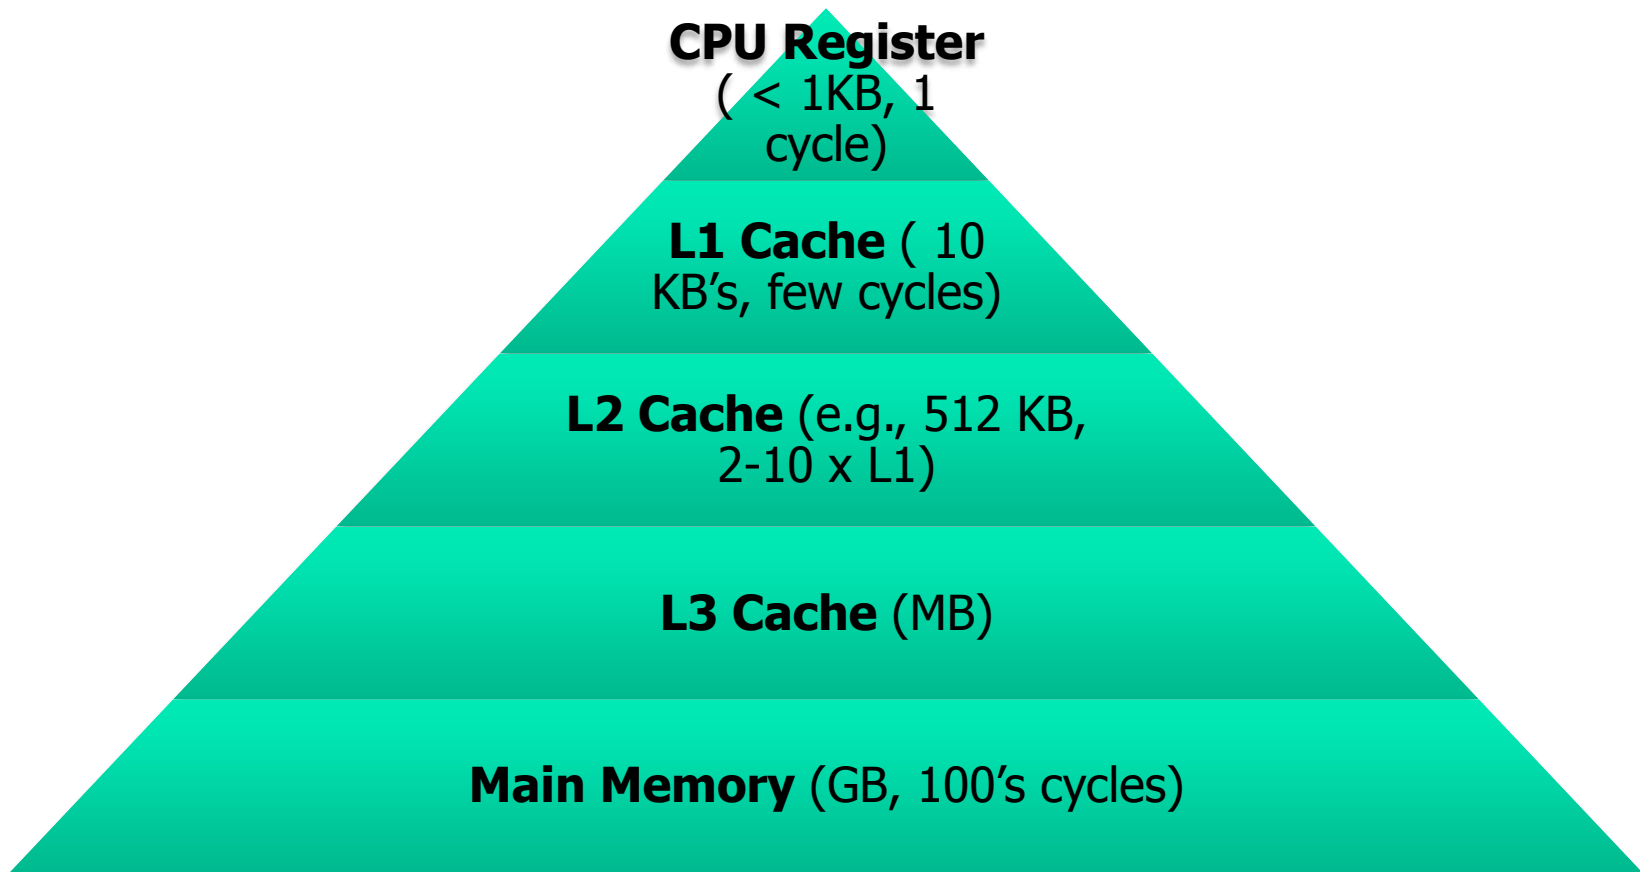 CPU Register
( < 1KB, 1
cycle)
L1 Cache ( 10
KB’s, few cycles)
L2 Cache (e.g., 512 KB,
2-10 x L1)
L3 Cache (MB)
Main Memory (GB, 100’s cycles)